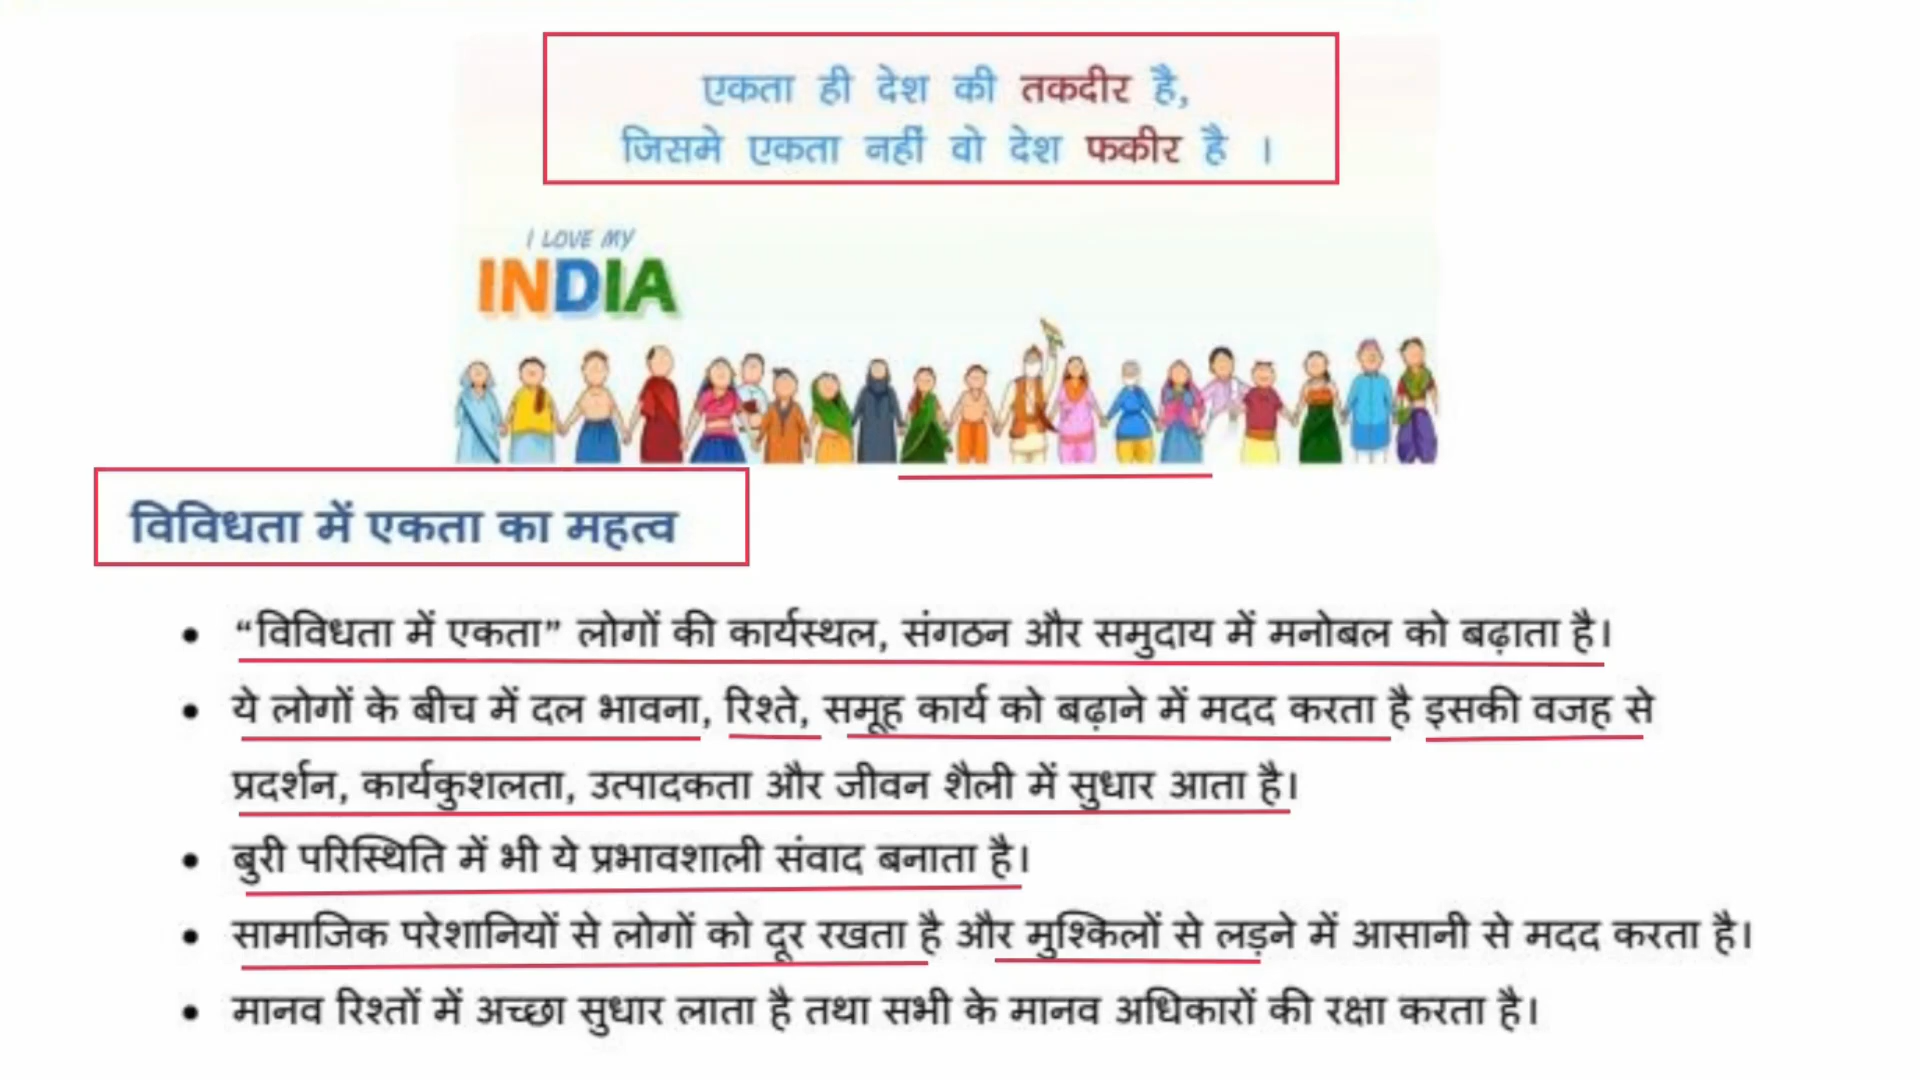 एकता ही देश की तकदीर है,
जिसमे एकता नहीं वो देश फकीर है ।
I LOVE MY
INDIA
विविधता में एकता का महत्व
• “विविधता में एकता” लोगों की कार्यस्थल, संगठन और समुदाय में मनोबल को बढ़ाता है।
• ये लोगों के बीच में दल भावना, रिश्ते, समूह कार्य को बढ़ाने में मदद करता है इसकी वजह से
प्रदर्शन, कार्यकुशलता, उत्पादकता और जीवन शैली में सुधार आता है।
• बुरी परिस्थिति में भी ये प्रभावशाली संवाद बनाता है।
• सामाजिक परेशानियों से लोगों को दूर रखता है और मुश्किलों से लड़ने में आसानी से मदद करता है।
• मानव रिश्तों में अच्छा सुधार लाता है तथा सभी के मानव अधिकारों की रक्षा करता है।